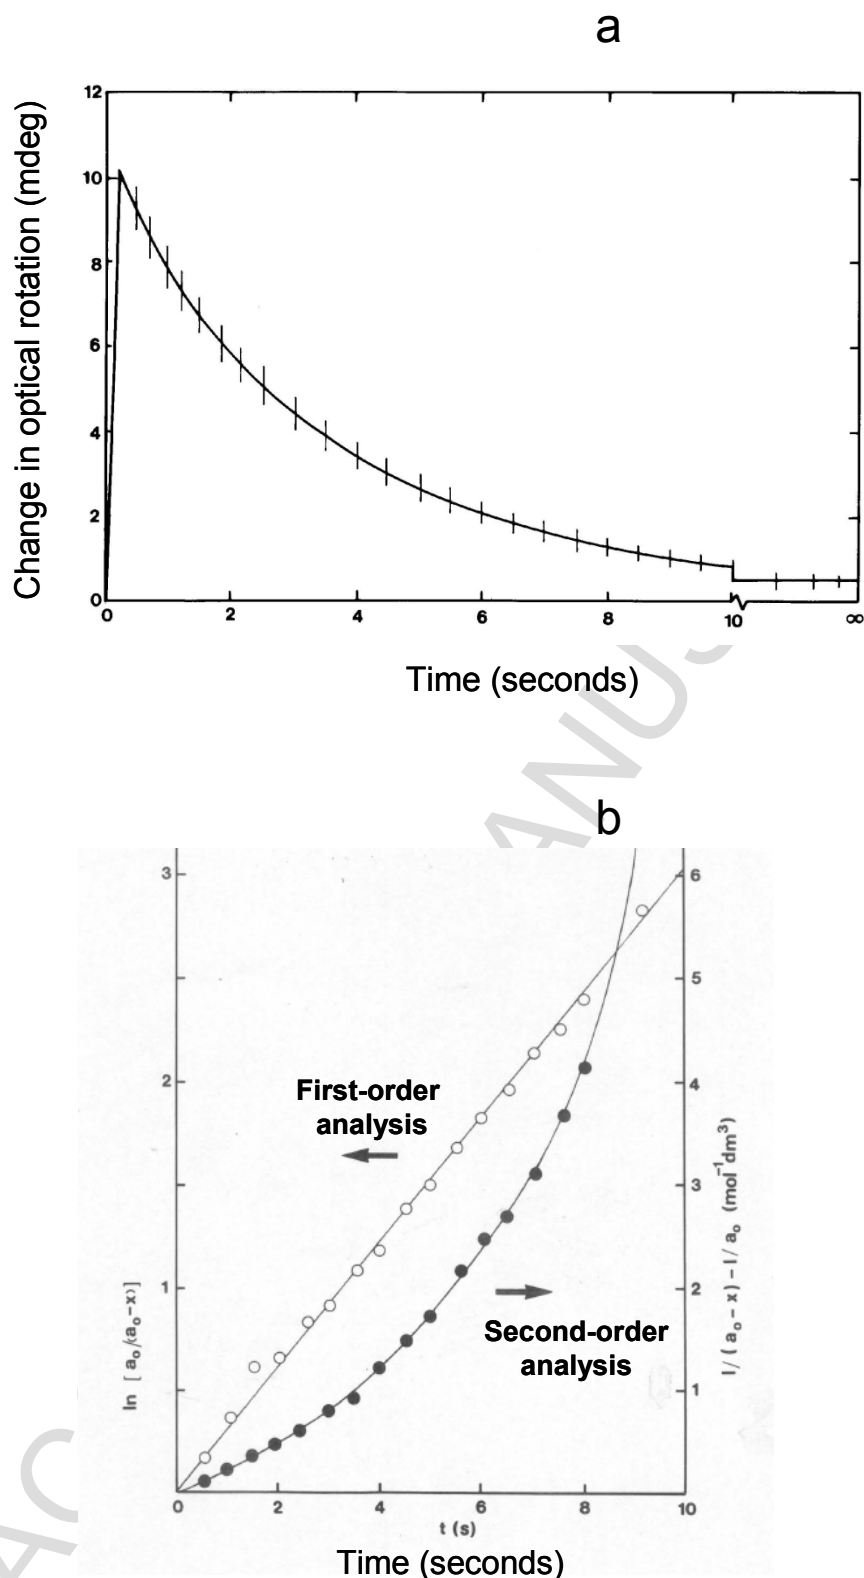 a
Change in optical rotation (mdeg)
12
10
8
6
4
2
0
0 2 4 6 8 10 ∞
Time (seconds)
b
3
2
1
6
5
4
3
2
1
First-order
analysis
Second-order
analysis
ln [ a₀/(a₀-x)]
1/ ( a₀ - x ) - 1/ a₀ (mol⁻¹dm³)
0 2 4 6 8 10
t (s)
Time (seconds)